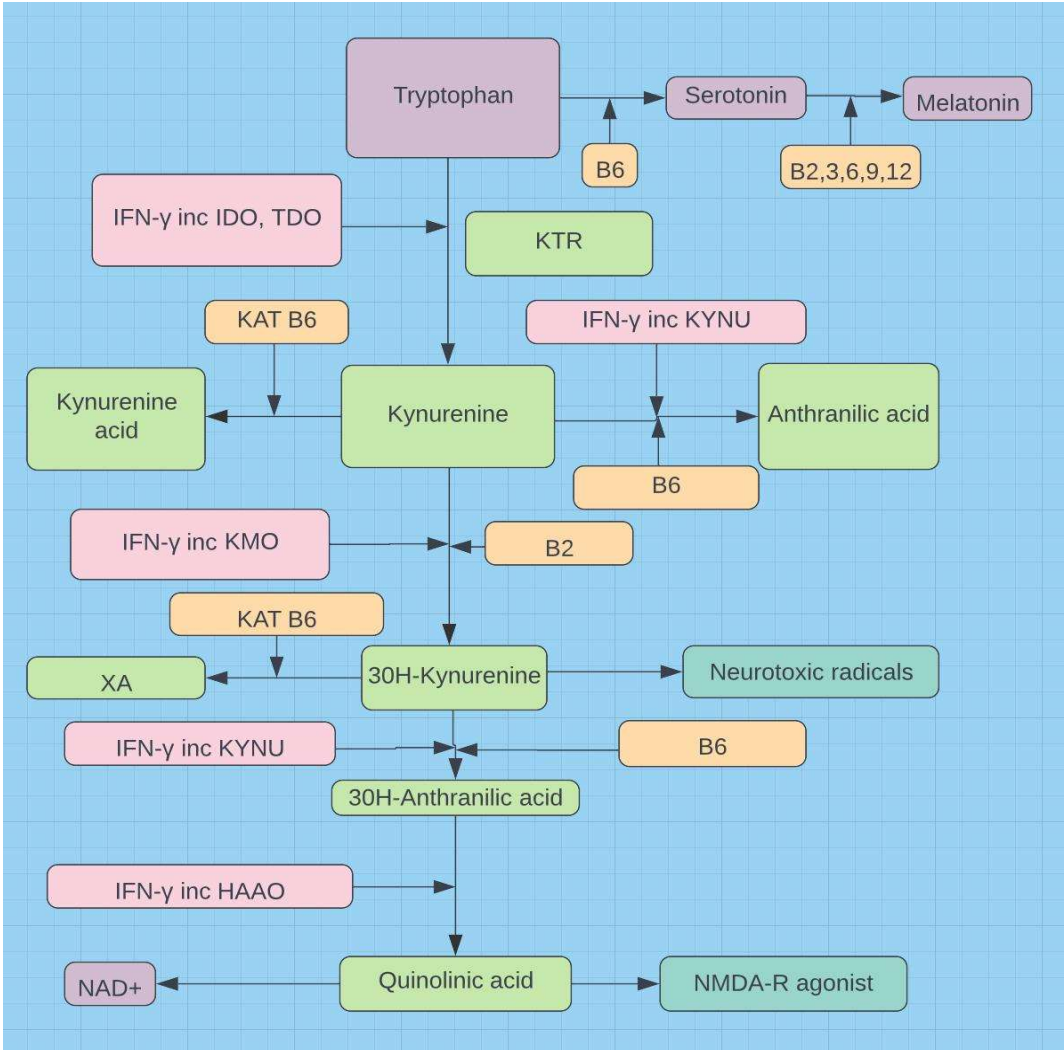 Tryptophan
Serotonin
Melatonin
B6
B2,3,6,9,12
IFN-γ inc IDO, TDO
KTR
KAT B6
IFN-γ inc KYNU
Kynurenine
acid
Kynurenine
Anthranilic acid
B6
IFN-γ inc KMO
B2
KAT B6
XA
30H-Kynurenine
Neurotoxic radicals
IFN-γ inc KYNU
B6
30H-Anthranilic acid
IFN-γ inc HAAO
NAD+
Quinolinic acid
NMDA-R agonist